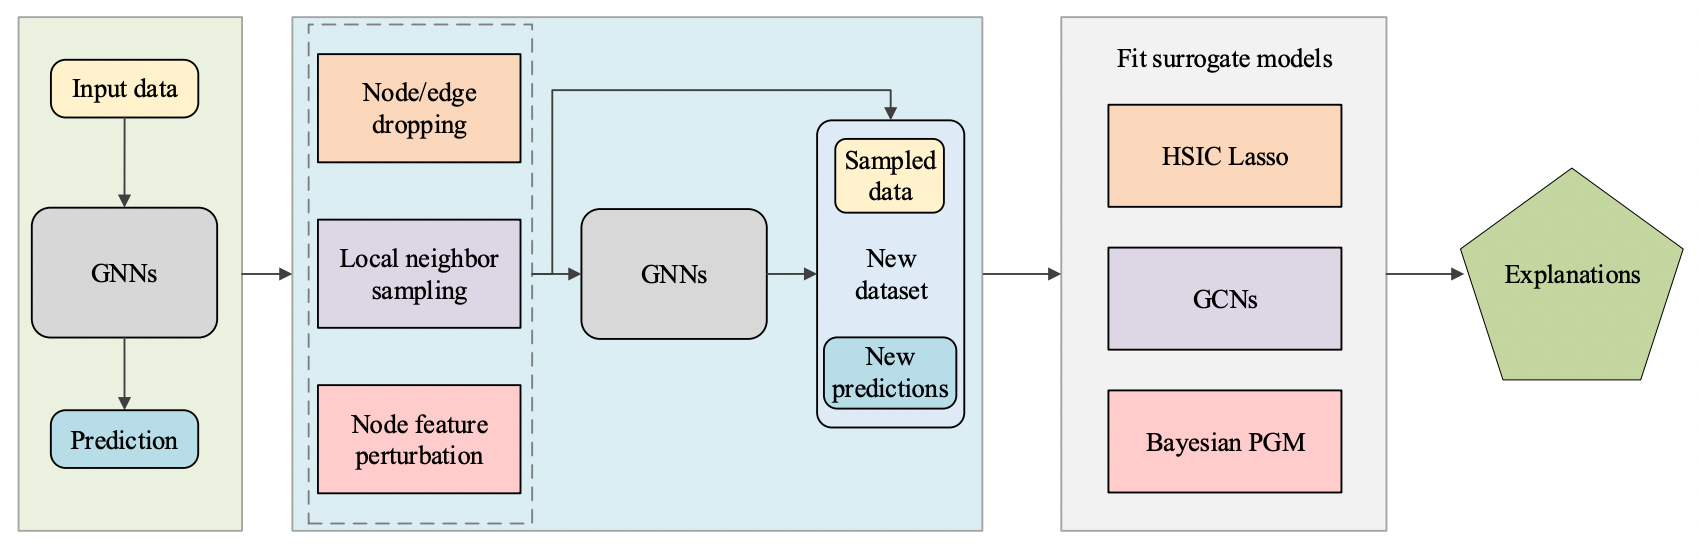 Input data
GNNs
Prediction
Node/edge
dropping
Local neighbor
sampling
Node feature
perturbation
GNNs
Sampled
data
New
dataset
New
predictions
Fit surrogate models
HSIC Lasso
GCNs
Bayesian PGM
Explanations